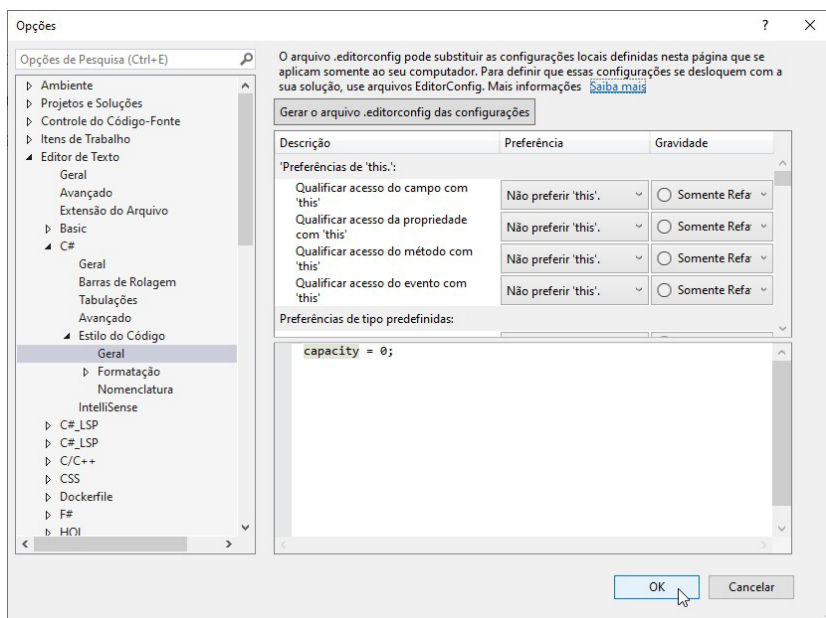 Opções
?
Opções de Pesquisa (Ctrl+E)
Ambiente
Projetos e Soluções
Controle do Código-Fonte
Itens de Trabalho
Editor de Texto
Geral
Avançado
Extensão do Arquivo
Basic
C#
Geral
Barras de Rolagem
Tabulações
Avançado
Estilo do Código
Geral
Formatação
Nomenclatura
IntelliSense
C#_LSP
C#_LSP
C/C++
CSS
Dockerfile
F#
HQL
O arquivo .editorconfig pode substituir as configurações locais definidas nesta página que se
aplicam somente ao seu computador. Para definir que essas configurações se desloquem com a
sua solução, use arquivos EditorConfig. Mais informações Saiba mais
Gerar o arquivo .editorconfig das configurações
Descrição Preferência Gravidade
'Preferências de 'this.':
Qualificar acesso do campo com
'this' Não preferir 'this'. Somente Refa
Qualificar acesso da propriedade
com 'this' Não preferir 'this'. Somente Refa
Qualificar acesso do método com
'this' Não preferir 'this'. Somente Refa
Qualificar acesso do evento com
'this' Não preferir 'this'. Somente Refa
Preferências de tipo predefinidas:
capacity = 0;
OK Cancelar